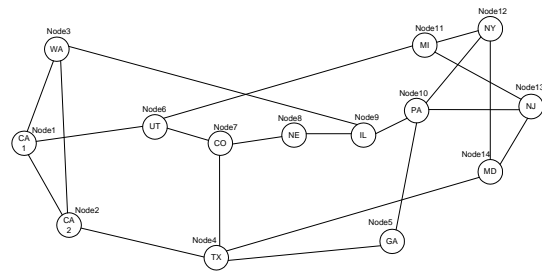 Node12
NY
Node11
MI
Node3
WA
Node13
NJ
Node10
PA
Node6
UT
Node8
NE
Node9
IL
Node7
CO
Node1
CA
1
Node14
MD
Node2
CA
2
Node5
GA
Node4
TX